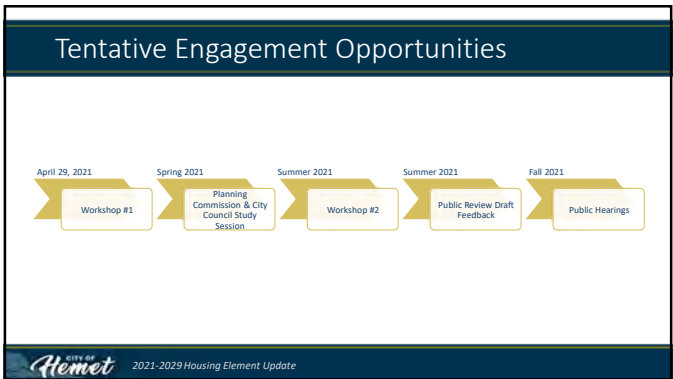 Tentative Engagement Opportunities
April 29, 2021
Workshop #1
Spring 2021
Planning
Commission & City
Council Study
Session
Summer 2021
Workshop #2
Summer 2021
Public Review Draft
Feedback
Fall 2021
Public Hearings
CITY OF
Hemet
2021-2029 Housing Element Update